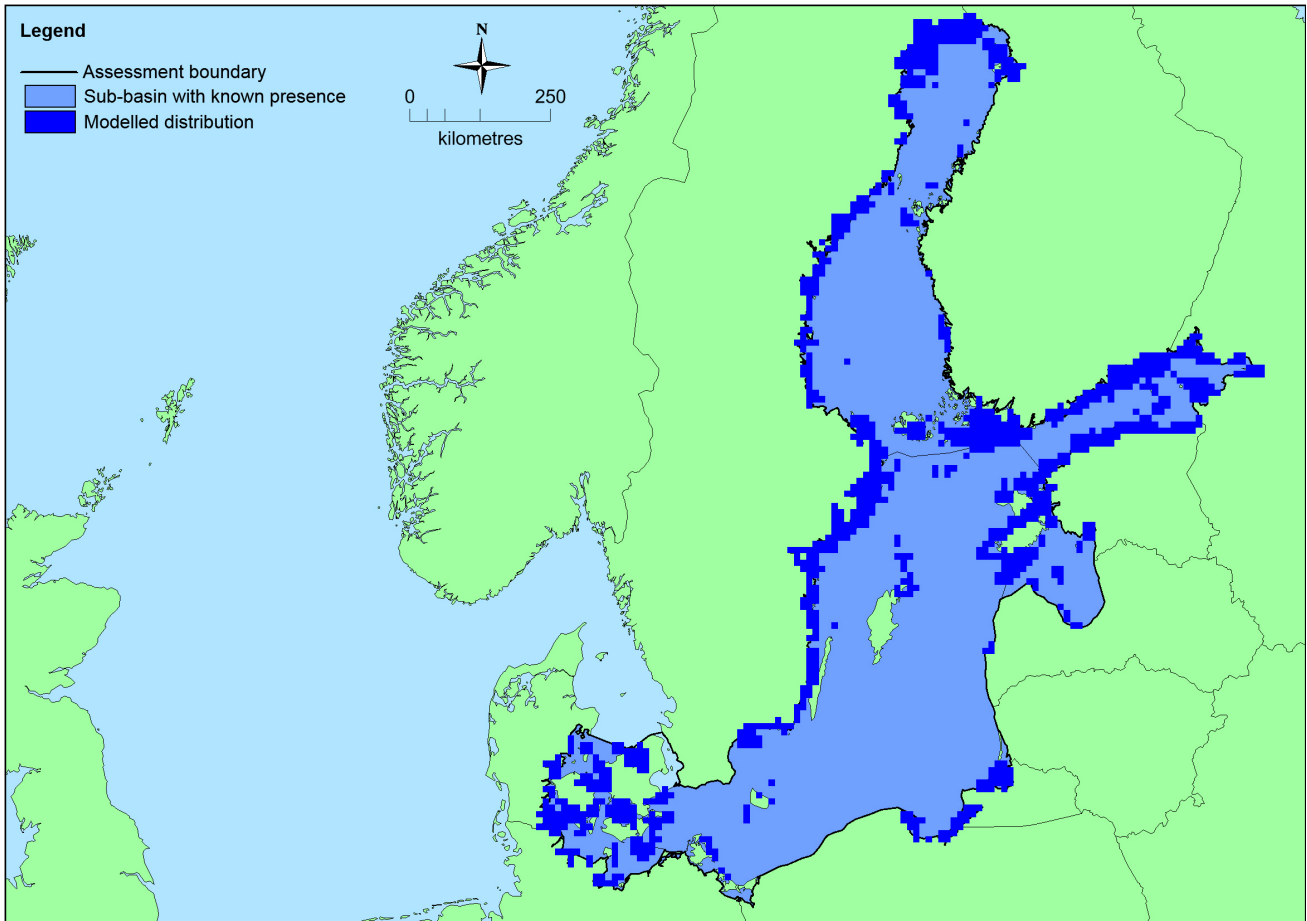 Legend
Assessment boundary
Sub-basin with known presence
Modelled distribution
N
0 250
kilometres